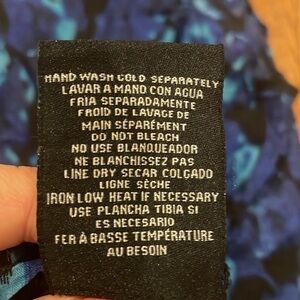 HAND WASH COLD SEPARATELY
LAVAR A MANO CON AGUA
FRIA SEPARADAMENTE
FROID DE LAVAGE DE
MAIN SÉPARÉMENT
DO NOT BLEACH
NO USE BLANQUEADOR
NE BLANCHISSEZ PAS
LINE DRY SECAR COLGADO
LIGNE SÈCHE
IRON LOW HEAT IF NECESSARY
USE PLANCHA TIBIA SI
ES NECESARIO
FER À BASSE TEMPÉRATURE
AU BESOIN